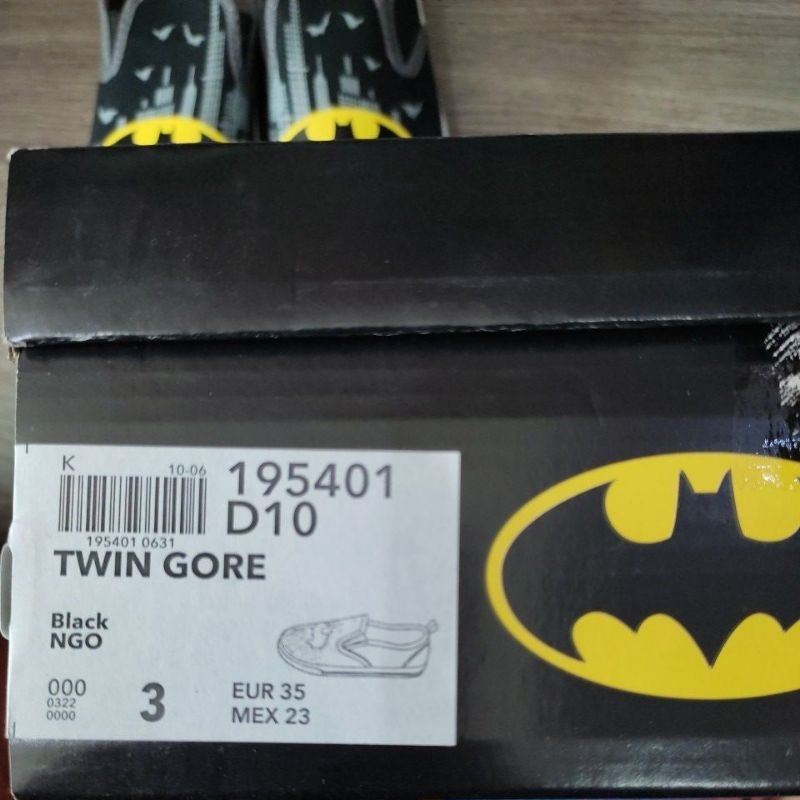 K
10-06
195401
D10
195401 0631
TWIN GORE
Black
NGO
000
0322
0000
3
EUR 35
MEX 23